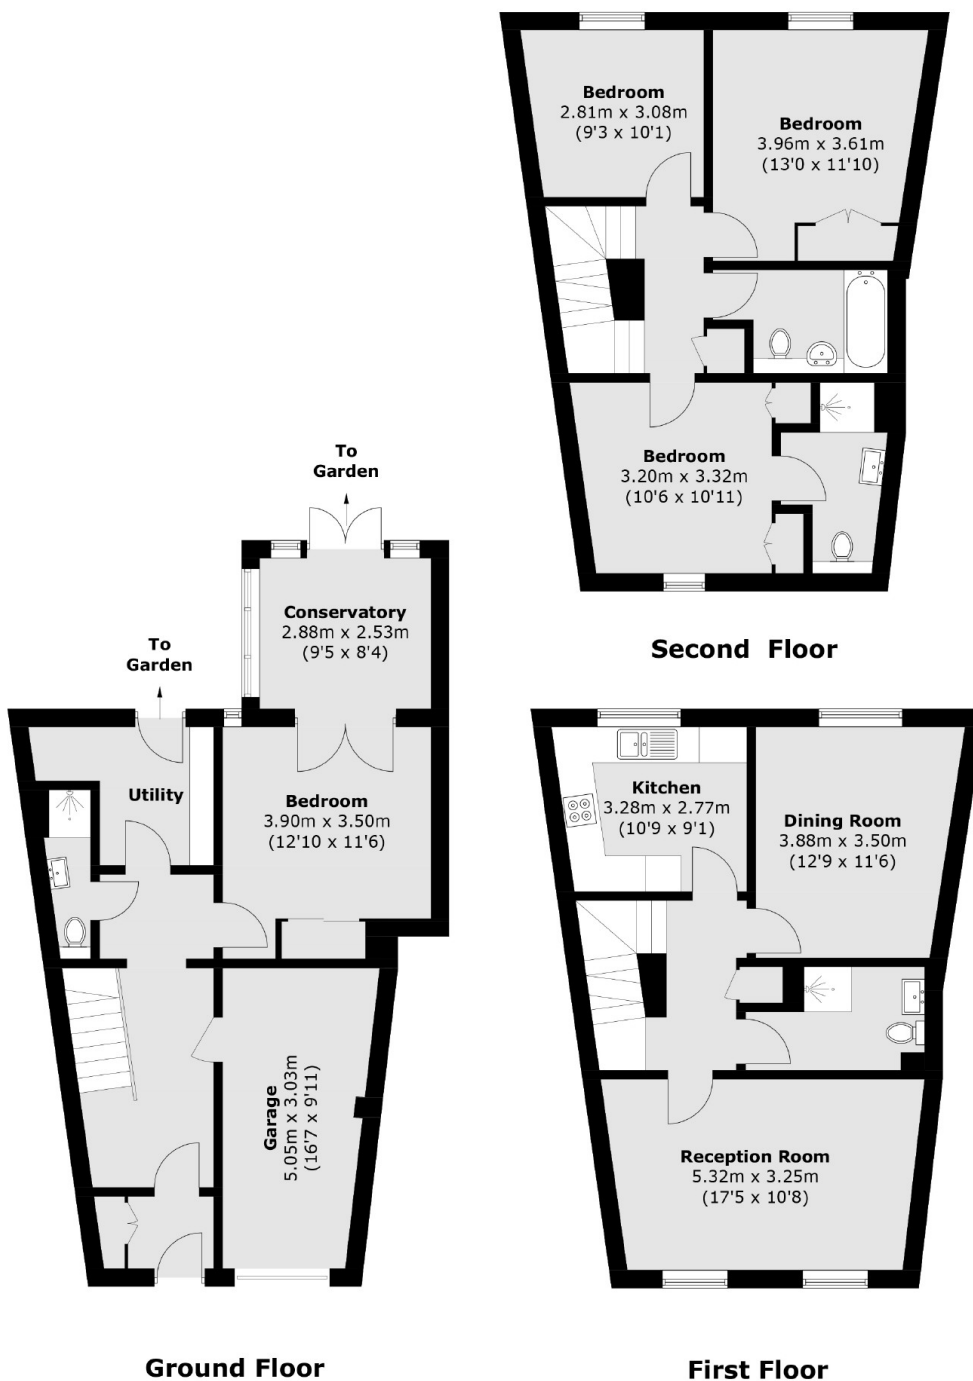 Bedroom
2.81m x 3.08m
(9'3 x 10'1)
Bedroom
3.96m x 3.61m
(13'0 x 11'10)
Bedroom
3.20m x 3.32m
(10'6 x 10'11)
Second Floor
To
Garden
Conservatory
2.88m x 2.53m
(9'5 x 8'4)
To
Garden
Utility
Bedroom
3.90m x 3.50m
(12'10 x 11'6)
Garage
5.05m x 3.03m
(16'7 x 9'11)
Ground Floor
Kitchen
3.28m x 2.77m
(10'9 x 9'1)
Dining Room
3.88m x 3.50m
(12'9 x 11'6)
Reception Room
5.32m x 3.25m
(17'5 x 10'8)
First Floor